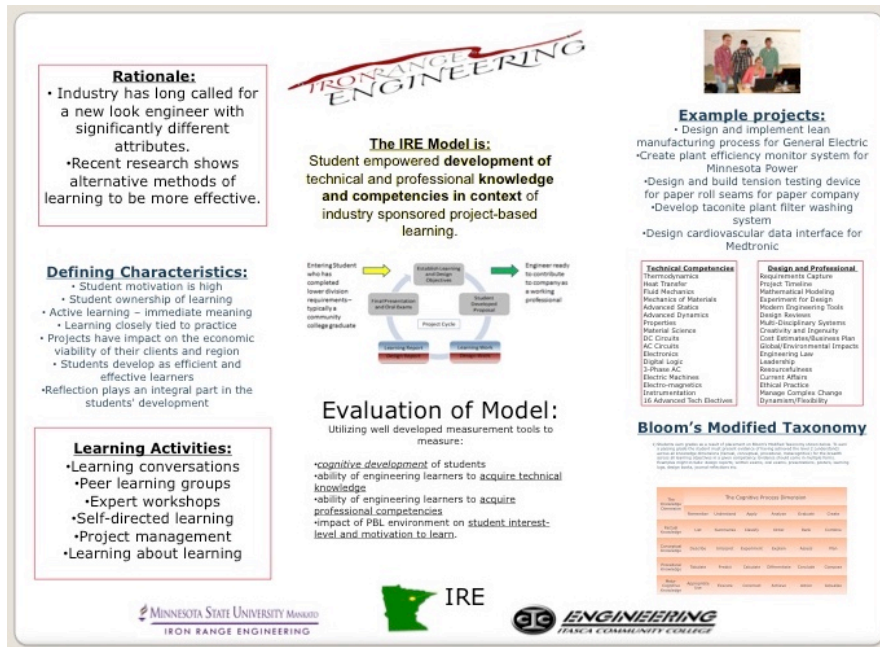 Rationale:
• Industry has long called for
a new look engineer with
significantly different
attributes.
•Recent research shows
alternative methods of
learning to be more effective.
Defining Characteristics:
• Student motivation is high
• Student ownership of learning
• Active learning – immediate meaning
• Learning closely tied to practice
• Projects have impact on the economic
viability of their clients and region
• Students develop as efficient and
effective learners
•Reflection plays an integral part in the
students' development
Learning Activities:
•Learning conversations
•Peer learning groups
•Expert workshops
•Self-directed learning
•Project management
•Learning about learning
IRON RANGE
ENGINEERING
The IRE Model is:
Student empowered development of
technical and professional knowledge
and competencies in context of
industry sponsored project-based
learning.
Entering Student
who has
completed
lower division
requirements–
typically a
community
college graduate
Establish Learning
and Design
Objectives
Engineer ready
to contribute
to company as
a working
professional
Final Presentation
and Oral Exams
Student
Developed
Proposal
Project Cycle
Learning Report
Design Report
Learning Work
Design Work
Evaluation of Model:
Utilizing well developed measurement tools to
measure:
•cognitive development of students
•ability of engineering learners to acquire technical
knowledge
•ability of engineering learners to acquire
professional competencies
•impact of PBL environment on student interest-
level and motivation to learn.
Example projects:
• Design and implement lean
manufacturing process for General Electric
•Create plant efficiency monitor system for
Minnesota Power
•Design and build tension testing device
for paper roll seams for paper company
•Develop taconite plant filter washing
system
•Design cardiovascular data interface for
Medtronic
Technical Competencies
Thermodynamics
Heat Transfer
Fluid Mechanics
Mechanics of Materials
Advanced Statics
Advanced Dynamics
Properties
Material Science
DC Circuits
AC Circuits
Electronics
Digital Logic
3-Phase AC
Electric Machines
Electro-magnetics
Instrumentation
16 Advanced Tech Electives
Design and Professional
Requirements Capture
Project Timeline
Mathematical Modeling
Experiment for Design
Modern Engineering Tools
Design Reviews
Multi-Disciplinary Systems
Creativity and Ingenuity
Cost Estimates/Business Plan
Global/Environmental Impacts
Engineering Law
Leadership
Resourcefulness
Current Affairs
Ethical Practice
Manage Complex Change
Dynamism/Flexibility
Bloom's Modified Taxonomy
The Cognitive Process Dimension
Remember Understand Apply Analyze Evaluate Create
IRE
MINNESOTA STATE UNIVERSITY MANKATO
IRON RANGE ENGINEERING
ENGINEERING
ITASCA COMMUNITY COLLEGE